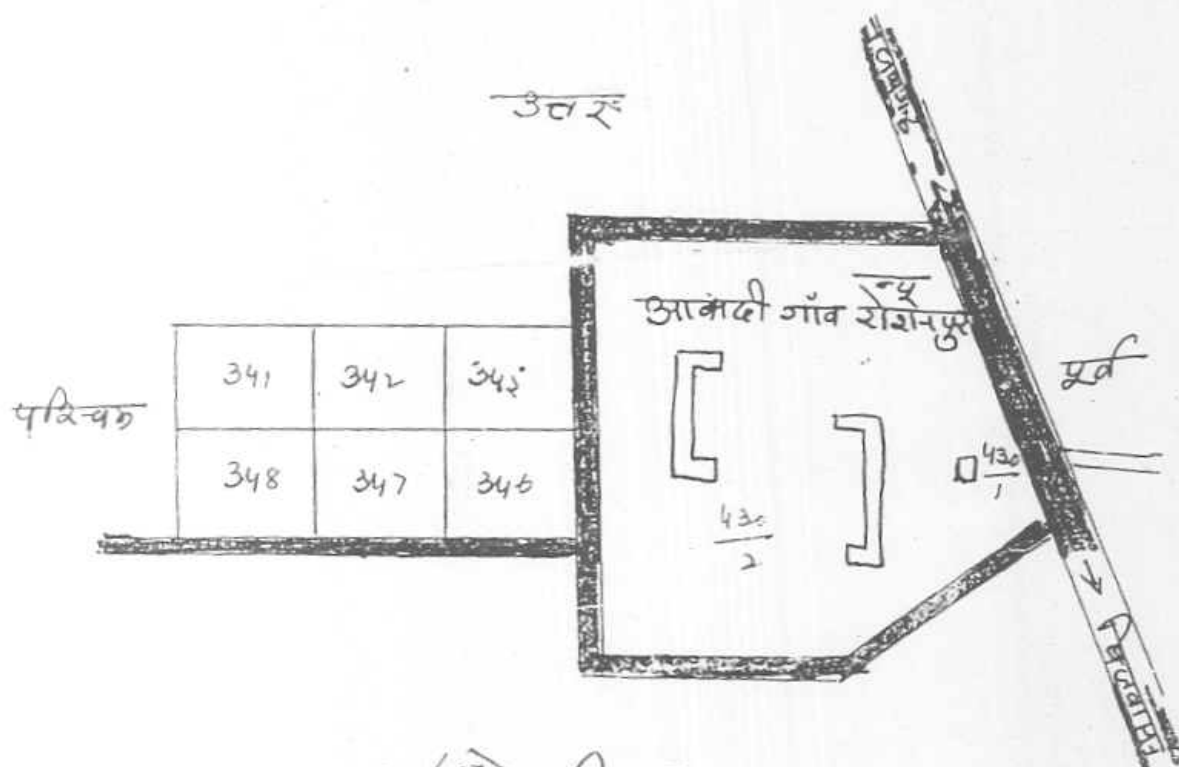 उत्तर
न्यू
आबादी गाँव रोशनपुर
पूर्व
पश्चिम
341 342 343
348 347 346
430/1
430/2